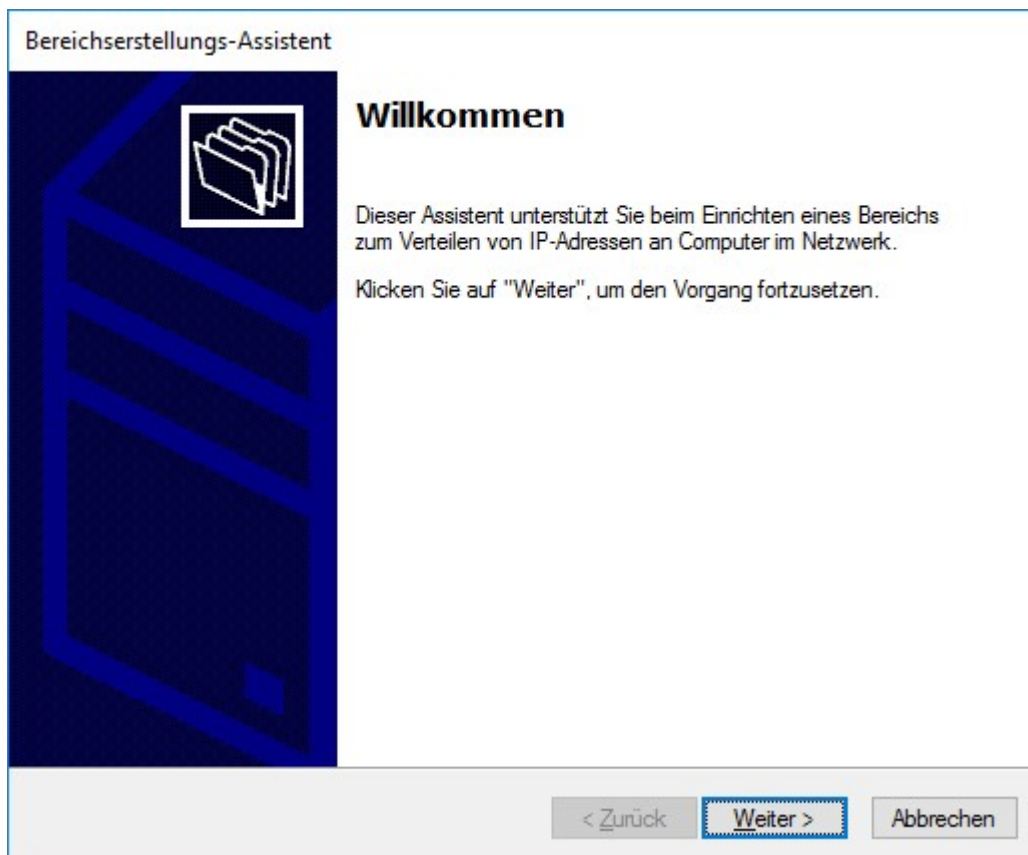 Bereichserstellungs-Assistent
Willkommen
Dieser Assistent unterstützt Sie beim Einrichten eines Bereichs
zum Verteilen von IP-Adressen an Computer im Netzwerk.
Klicken Sie auf "Weiter", um den Vorgang fortzusetzen.
< Zurück
Weiter >
Abbrechen